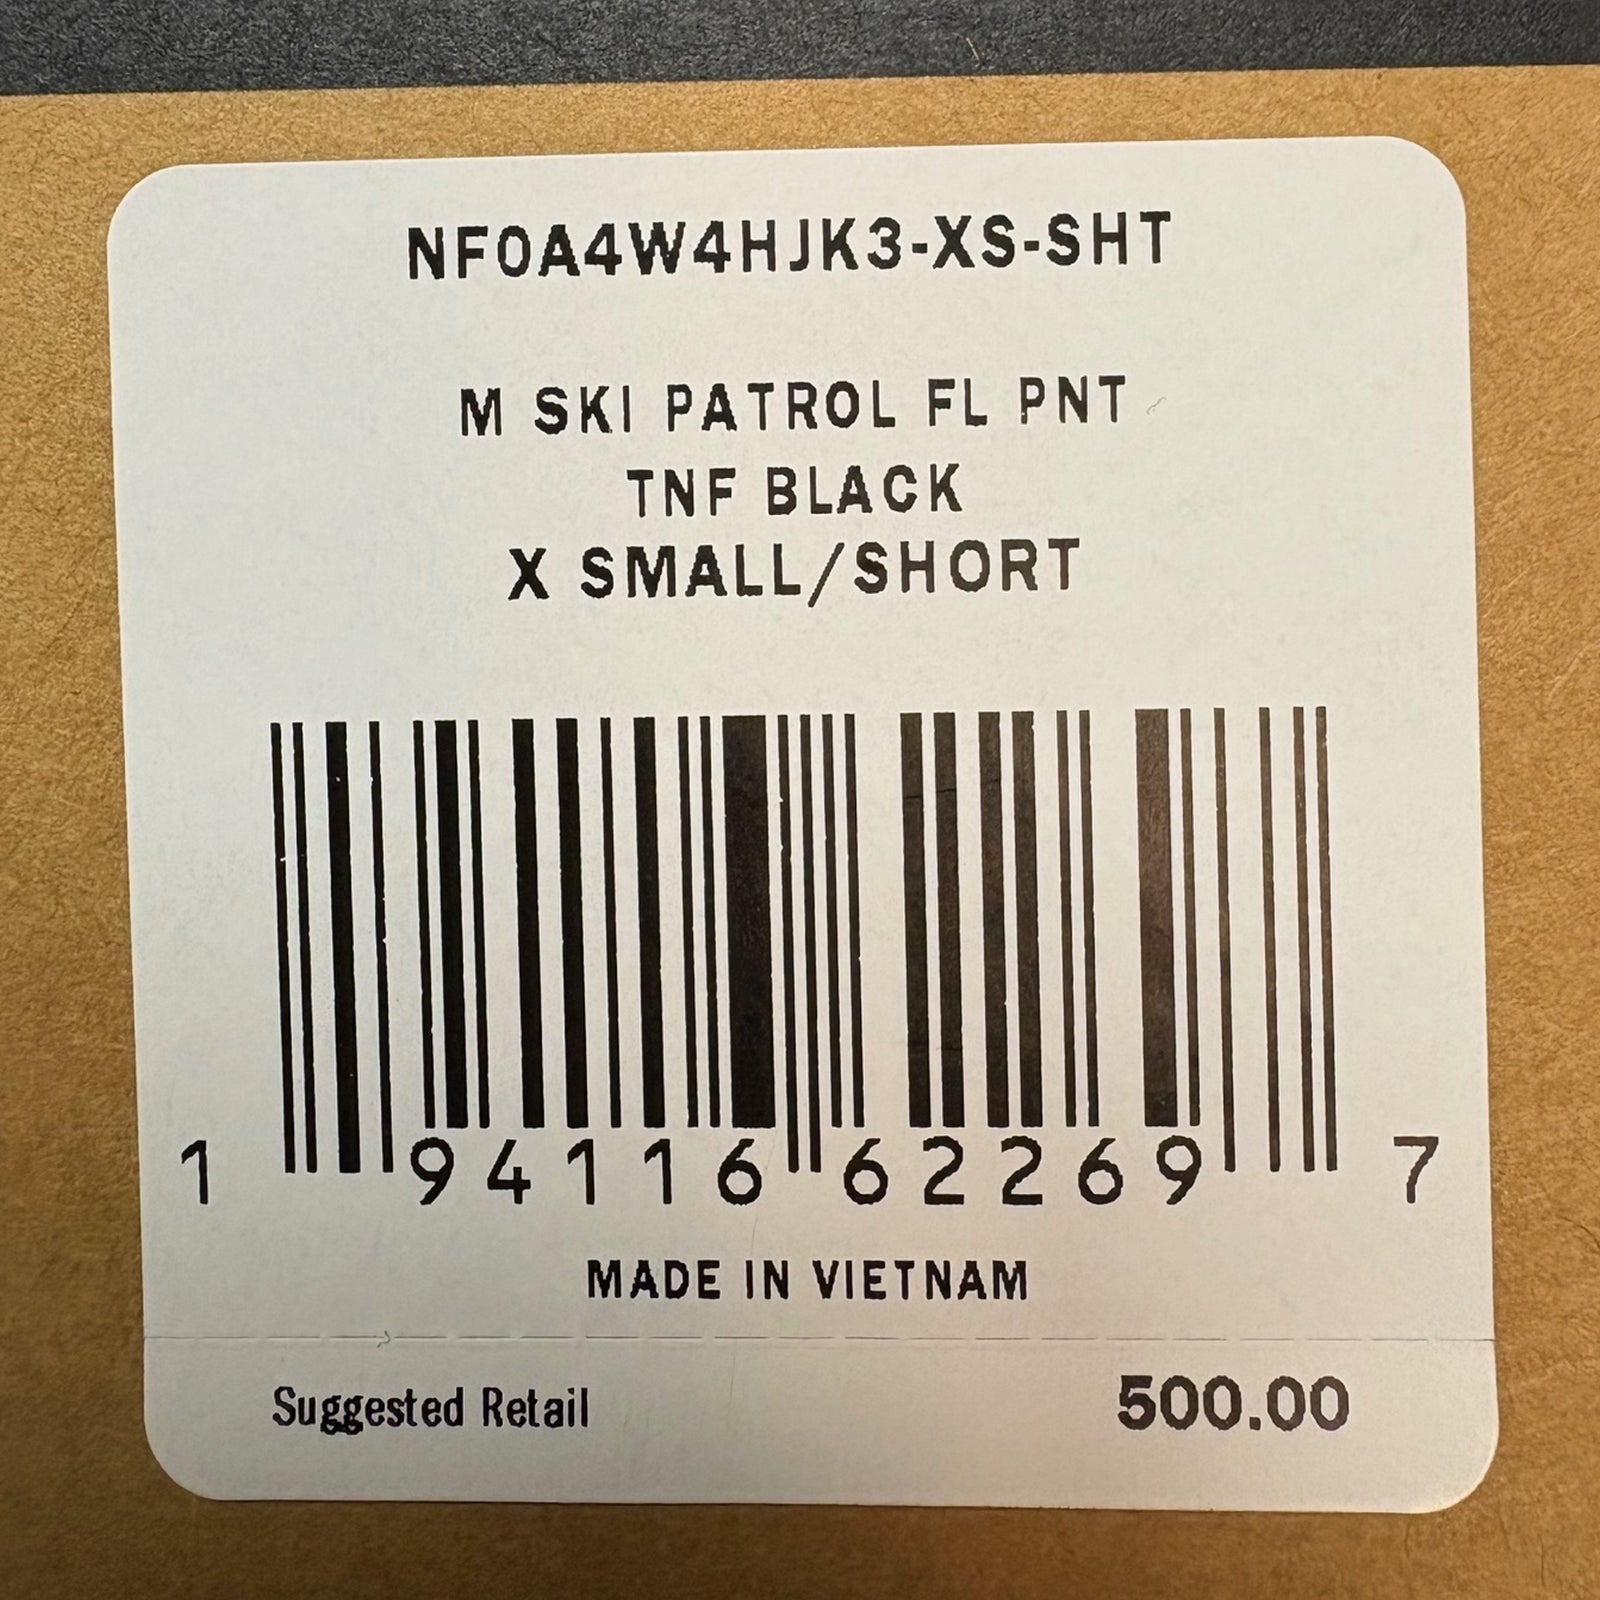 NF0A4W4HJK3-XS-SHT
M SKI PATROL FL PNT
TNF BLACK
X SMALL/SHORT
1 94116 62269 7
MADE IN VIETNAM
Suggested Retail 500.00